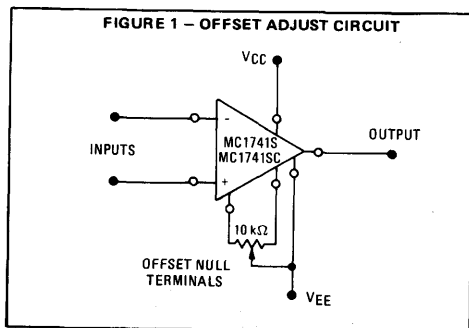 FIGURE 1 – OFFSET ADJUST CIRCUIT
VCC
-
MC1741S
MC1741SC
INPUTS
OUTPUT
+
10 kΩ
OFFSET NULL
TERMINALS
VEE